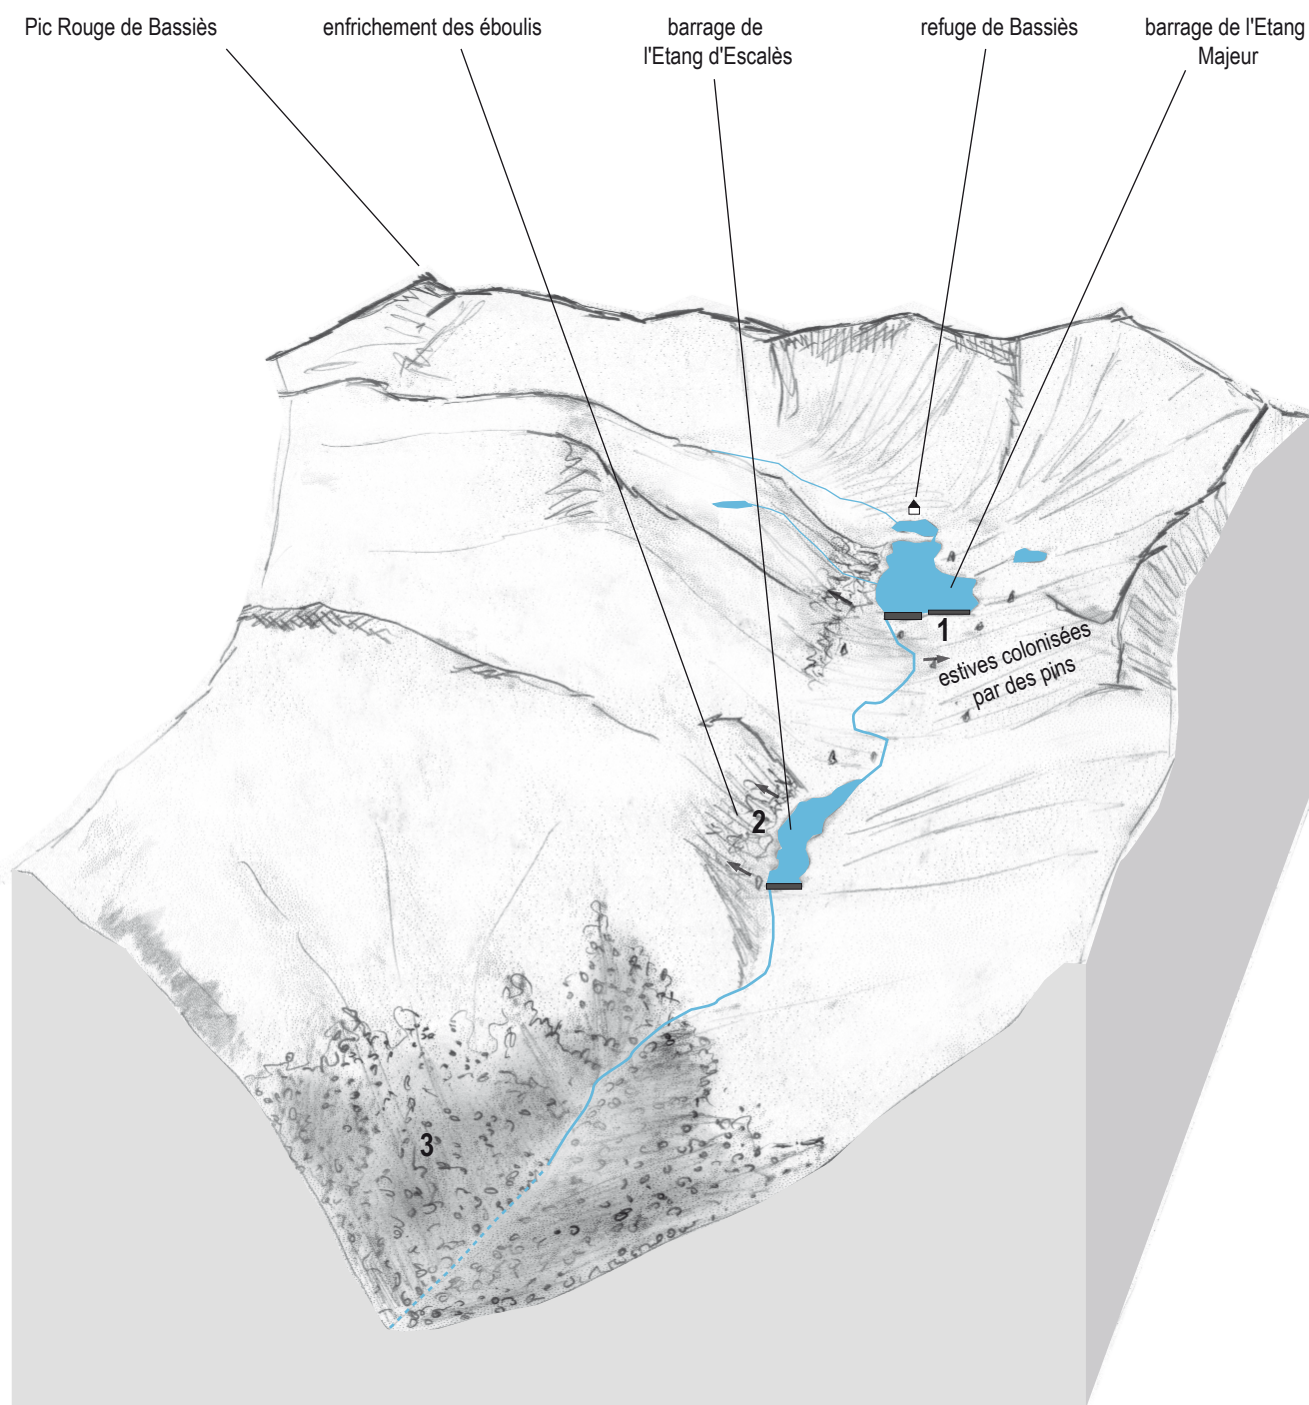 Pic Rouge de Bassiès
enfrichement des éboulis
barrage de
l'Etang d'Escalès
refuge de Bassiès
barrage de l'Etang
Majeur
1
estives colonisées
par des pins
2
3